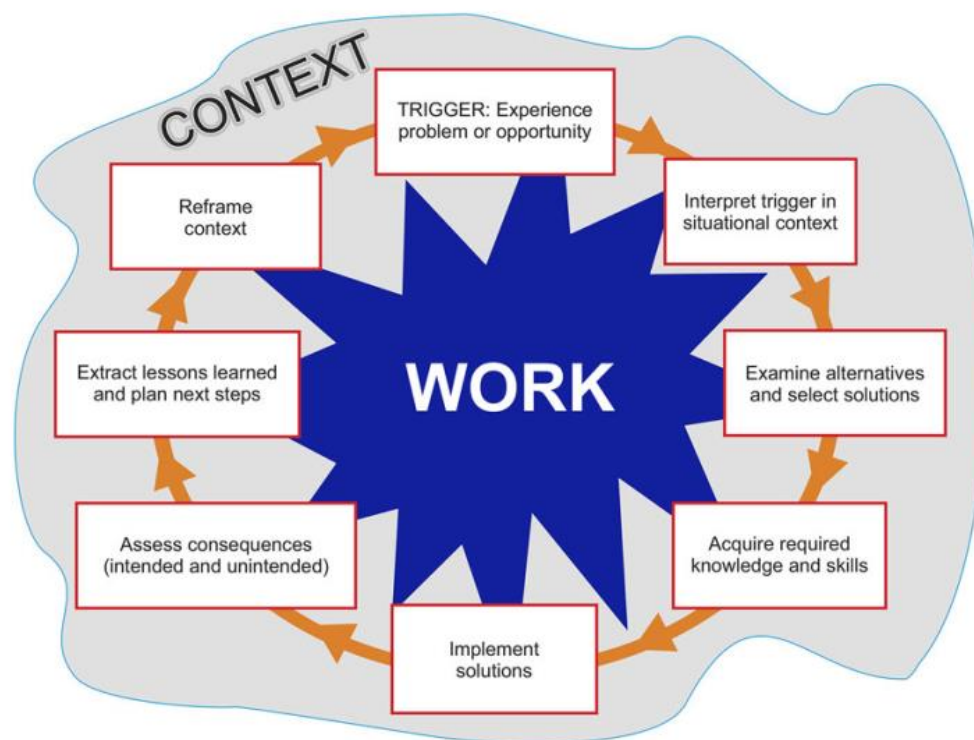 CONTEXT
TRIGGER: Experience
problem or opportunity
Interpret trigger in
situational context
Examine alternatives
and select solutions
Acquire required
knowledge and skills
Implement
solutions
Assess consequences
(intended and unintended)
Extract lessons learned
and plan next steps
Reframe
context
WORK